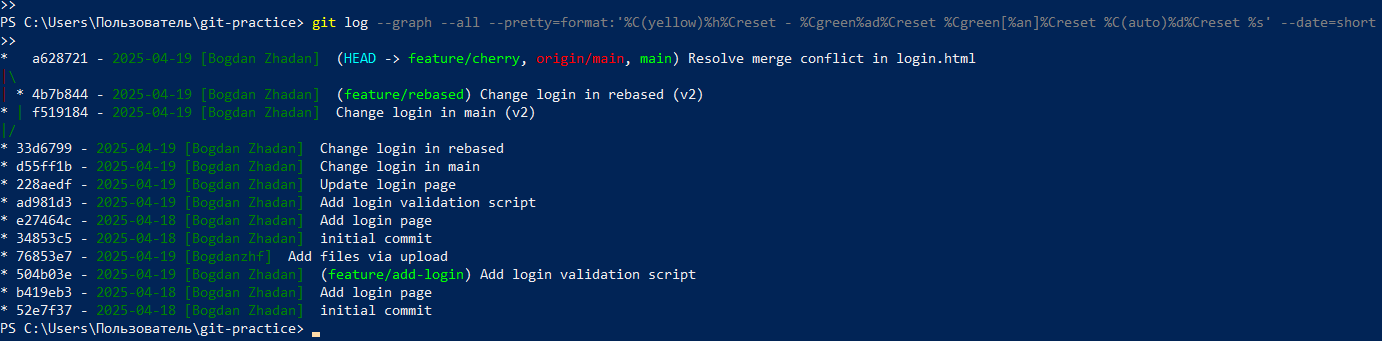 >>
PS C:\Users\Пользователь\git-practice> git log --graph --all --pretty=format:'%C(yellow)%h%Creset - %Cgreen%ad%Creset %Cgreen[%an]%Creset %C(auto)%d%Creset %s' --date=short
>>
*   a628721 - 2025-04-19 [Bogdan Zhadan]  (HEAD -> feature/cherry, origin/main, main) Resolve merge conflict in login.html
|\
| * 4b7b844 - 2025-04-19 [Bogdan Zhadan]  (feature/rebased) Change login in rebased (v2)
* | f519184 - 2025-04-19 [Bogdan Zhadan]  Change login in main (v2)
|/
* 33d6799 - 2025-04-19 [Bogdan Zhadan]  Change login in rebased
* d55ff1b - 2025-04-19 [Bogdan Zhadan]  Change login in main
* 228aedf - 2025-04-19 [Bogdan Zhadan]  Update login page
* ad981d3 - 2025-04-19 [Bogdan Zhadan]  Add login validation script
* e27464c - 2025-04-18 [Bogdan Zhadan]  Add login page
* 34853c5 - 2025-04-18 [Bogdan Zhadan]  initial commit
* 76853e7 - 2025-04-19 [Bogdanzhf]  Add files via upload
* 504b03e - 2025-04-19 [Bogdan Zhadan]  (feature/add-login) Add login validation script
* b419eb3 - 2025-04-18 [Bogdan Zhadan]  Add login page
* 52e7f37 - 2025-04-18 [Bogdan Zhadan]  initial commit
PS C:\Users\Пользователь\git-practice>